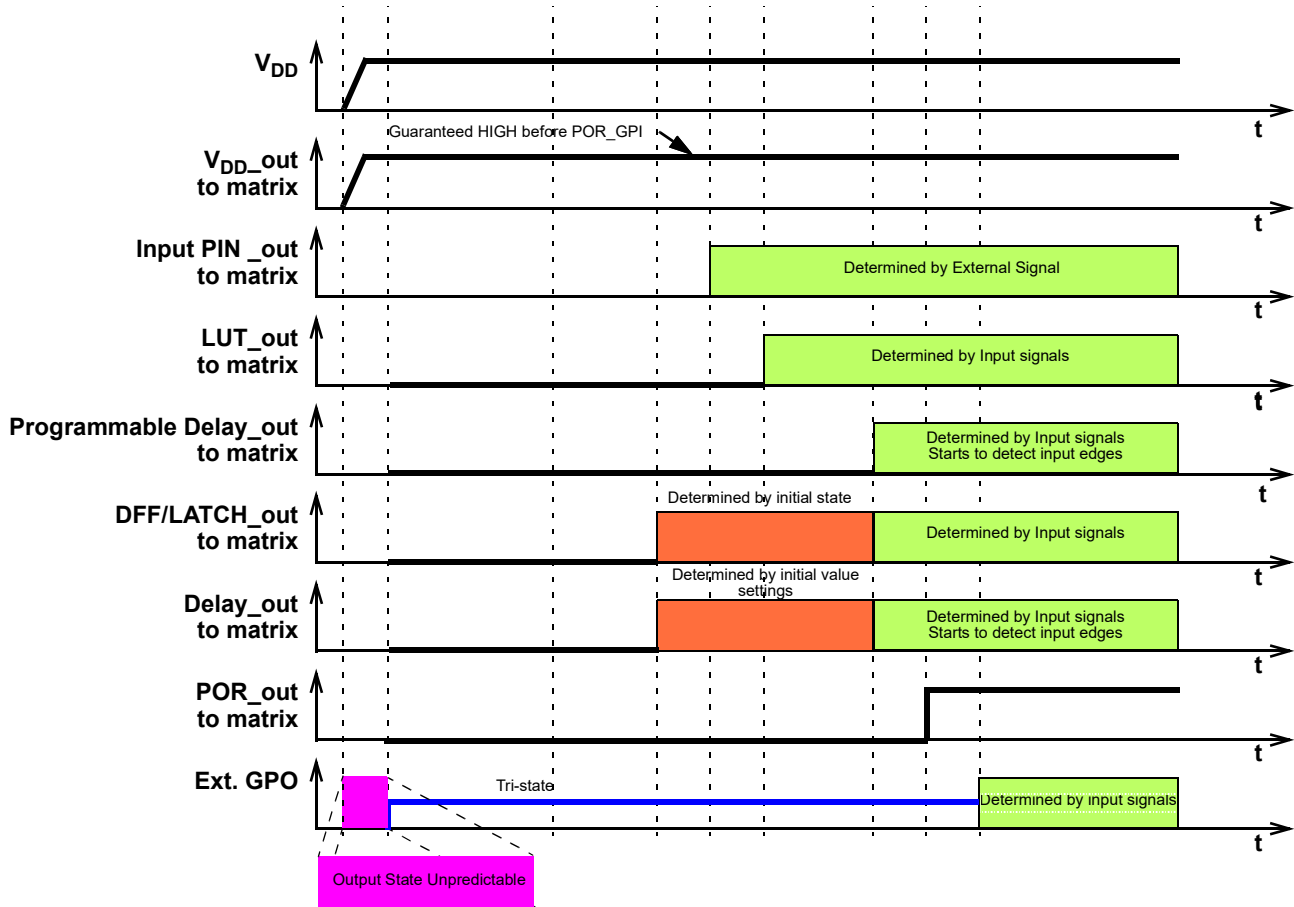 VDD
t
Guaranteed HIGH before POR_GPI
VDD_out
to matrix
t
Input PIN _out
to matrix
Determined by External Signal
t
LUT_out
to matrix
Determined by Input signals
t
Programmable Delay_out
to matrix
Determined by Input signals
Starts to detect input edges
t
Determined by initial state
DFF/LATCH_out
to matrix
Determined by Input signals
t
Determined by initial value
settings
Delay_out
to matrix
Determined by Input signals
Starts to detect input edges
t
POR_out
to matrix
t
Ext. GPO
Tri-state
Determined by input signals
t
Output State Unpredictable